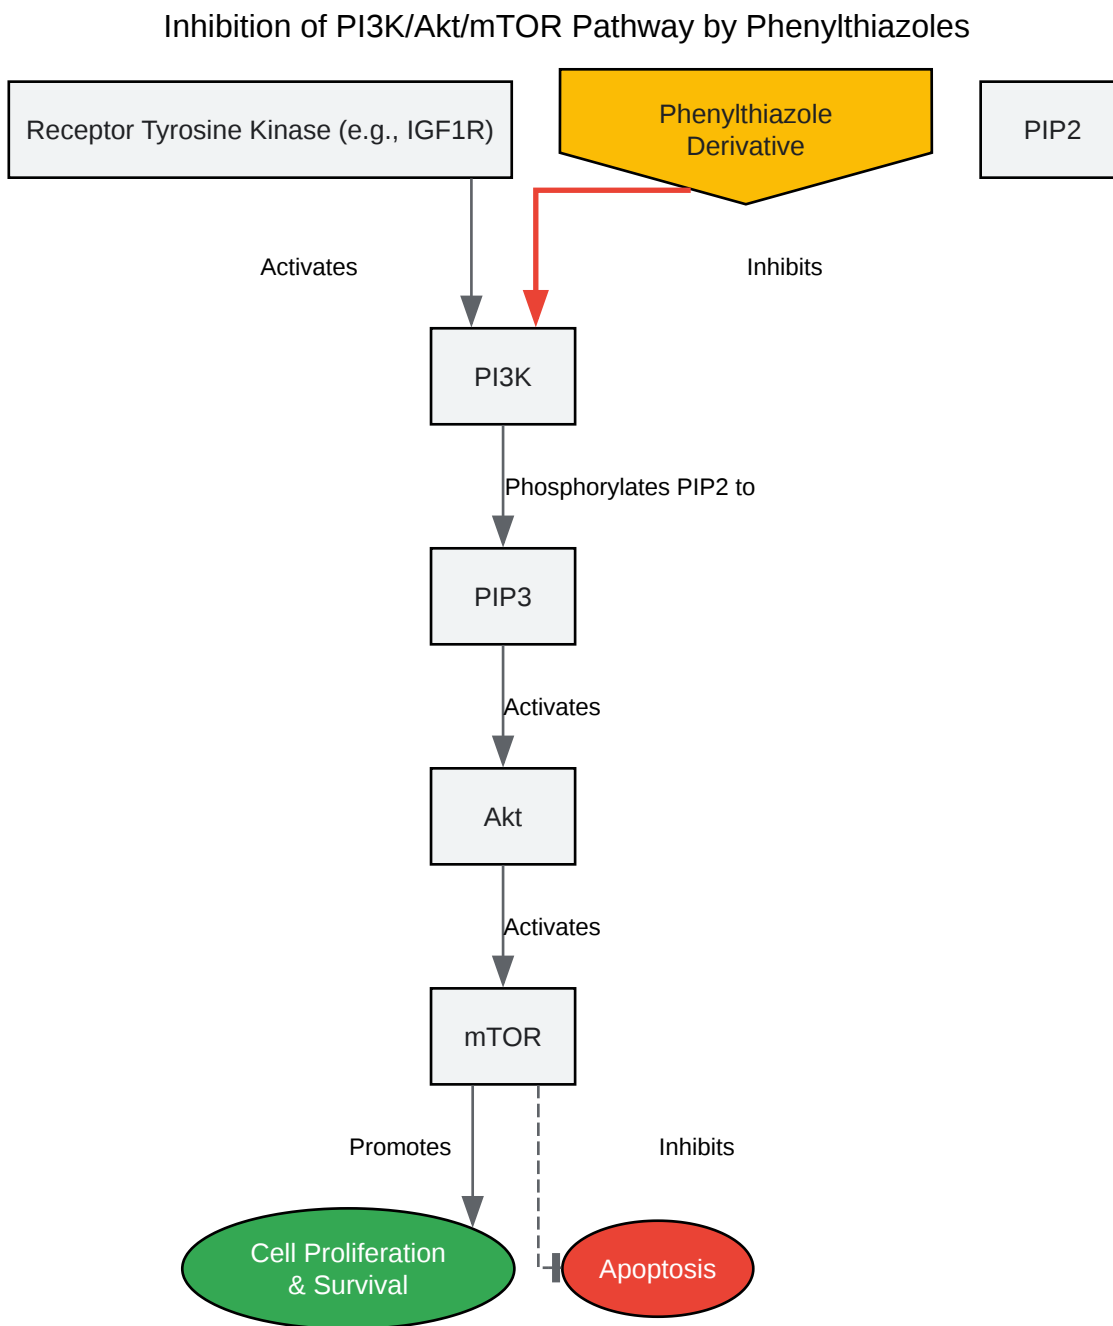 Inhibition of PI3K/Akt/mTOR Pathway by Phenylthiazoles
Receptor Tyrosine Kinase (e.g., IGF1R)
Phenylthiazole
Derivative
PIP2
Activates
Inhibits
PI3K
Phosphorylates PIP2 to
PIP3
Activates
Akt
Activates
mTOR
Promotes
Inhibits
Cell Proliferation
& Survival
Apoptosis